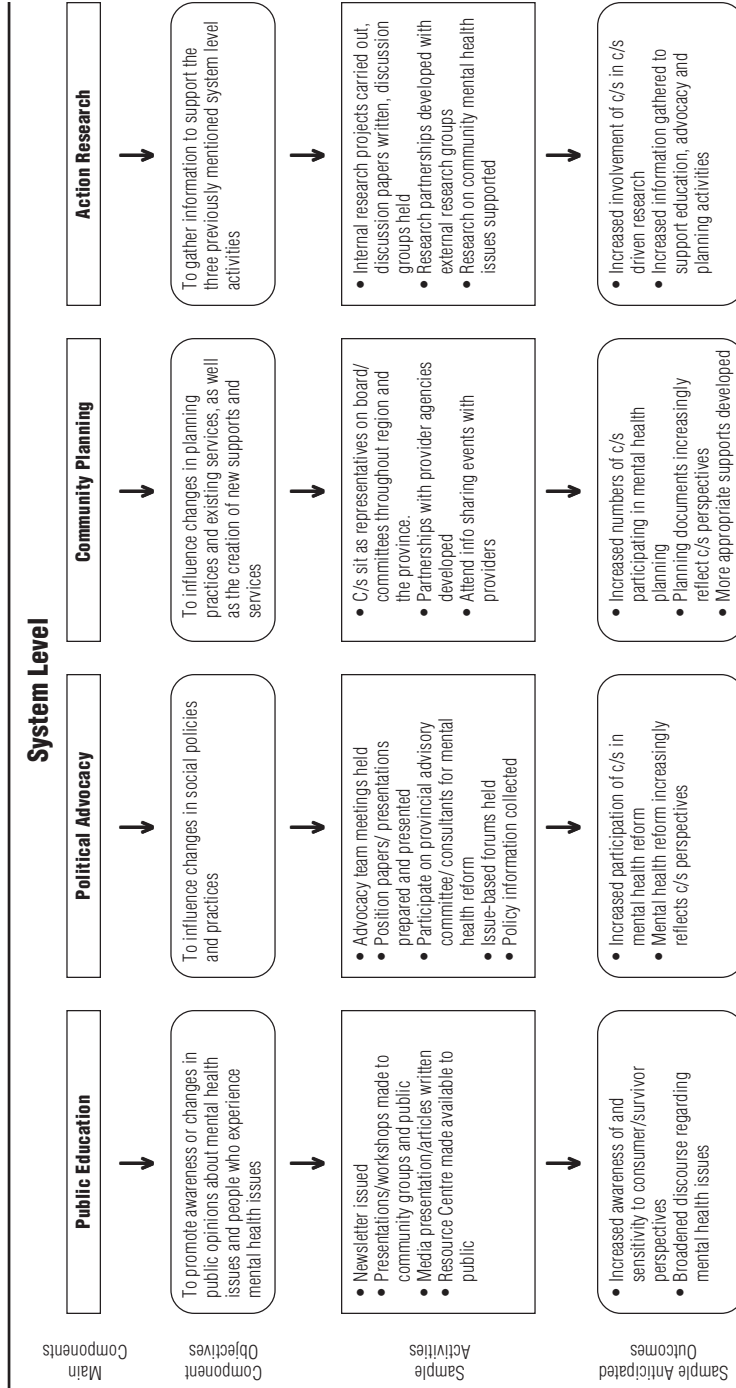 System Level
Main
Components
Public Education
Political Advocacy
Community Planning
Action Research
Component
Objectives
To promote awareness or changes in
public opinions about mental health
issues and people who experience
mental health issues
To influence changes in social policies
and practices
To influence changes in planning
practices and existing services, as well
as the creation of new supports and
services
To gather information to support the
three previously mentioned system level
activities
Sample
Activities
• Newsletter issued
• Presentations/workshops made to
community groups and public
• Media presentation/articles written
• Resource Centre made available to
public
• Advocacy team meetings held
• Position papers/ presentations
prepared and presented
• Participate on provincial advisory
committee/ consultants for mental
health reform
• Issue-based forums held
• Policy information collected
• C/s sit as representatives on board/
committees throughout region and
the province.
• Partnerships with provider agencies
developed
• Attend info sharing events with
providers
• Internal research projects carried out,
discussion papers written, discussion
groups held
• Research partnerships developed with
external research groups
• Research on community mental health
issues supported
Sample Anticipated
Outcomes
• Increased awareness of and
sensitivity to consumer/survivor
perspectives
• Broadened discourse regarding
mental health issues
• Increased participation of c/s in
mental health reform
• Mental health reform increasingly
reflects c/s perspectives
• Increased numbers of c/s
participating in mental health
planning
• Planning documents increasingly
reflect c/s perspectives
• More appropriate supports developed
• Increased involvement of c/s in c/s
driven research
• Increased information gathered to
support education, advocacy and
planning activities